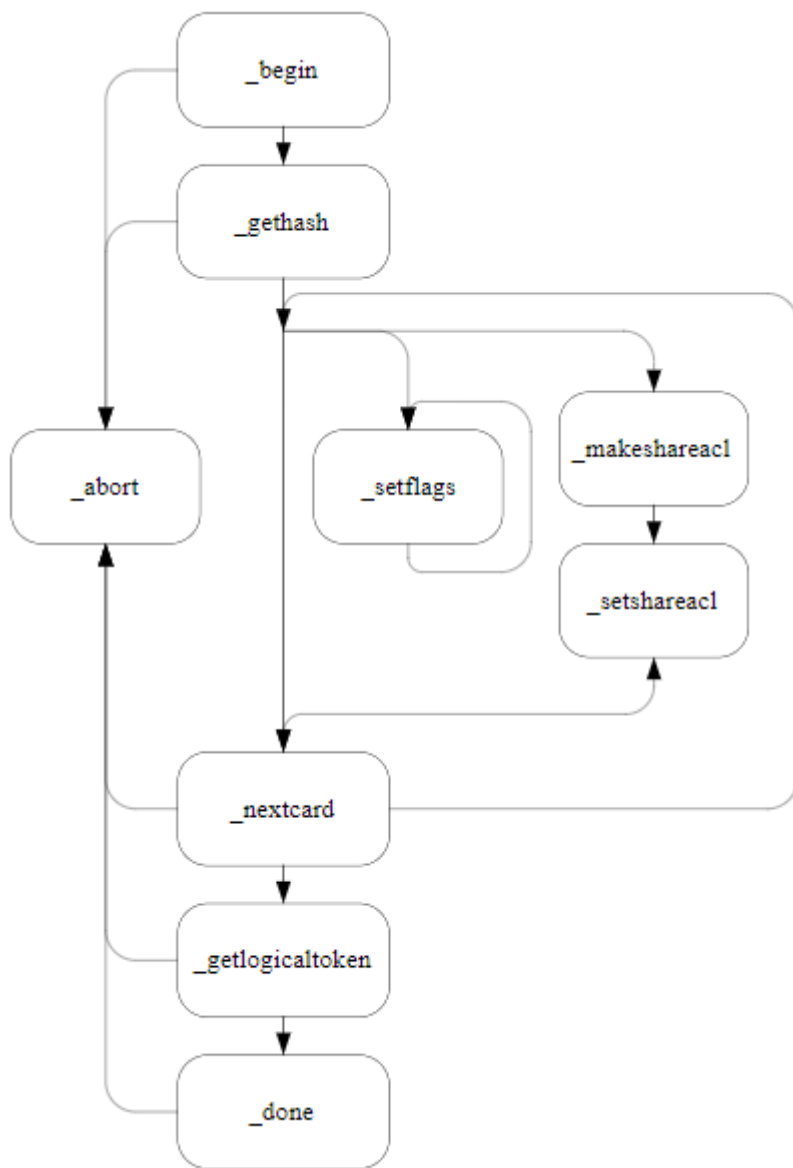 _begin
_gethash
_makeshareacl
_abort
_setflags
_setshareacl
_nextcard
_getlogicaltoken
_done